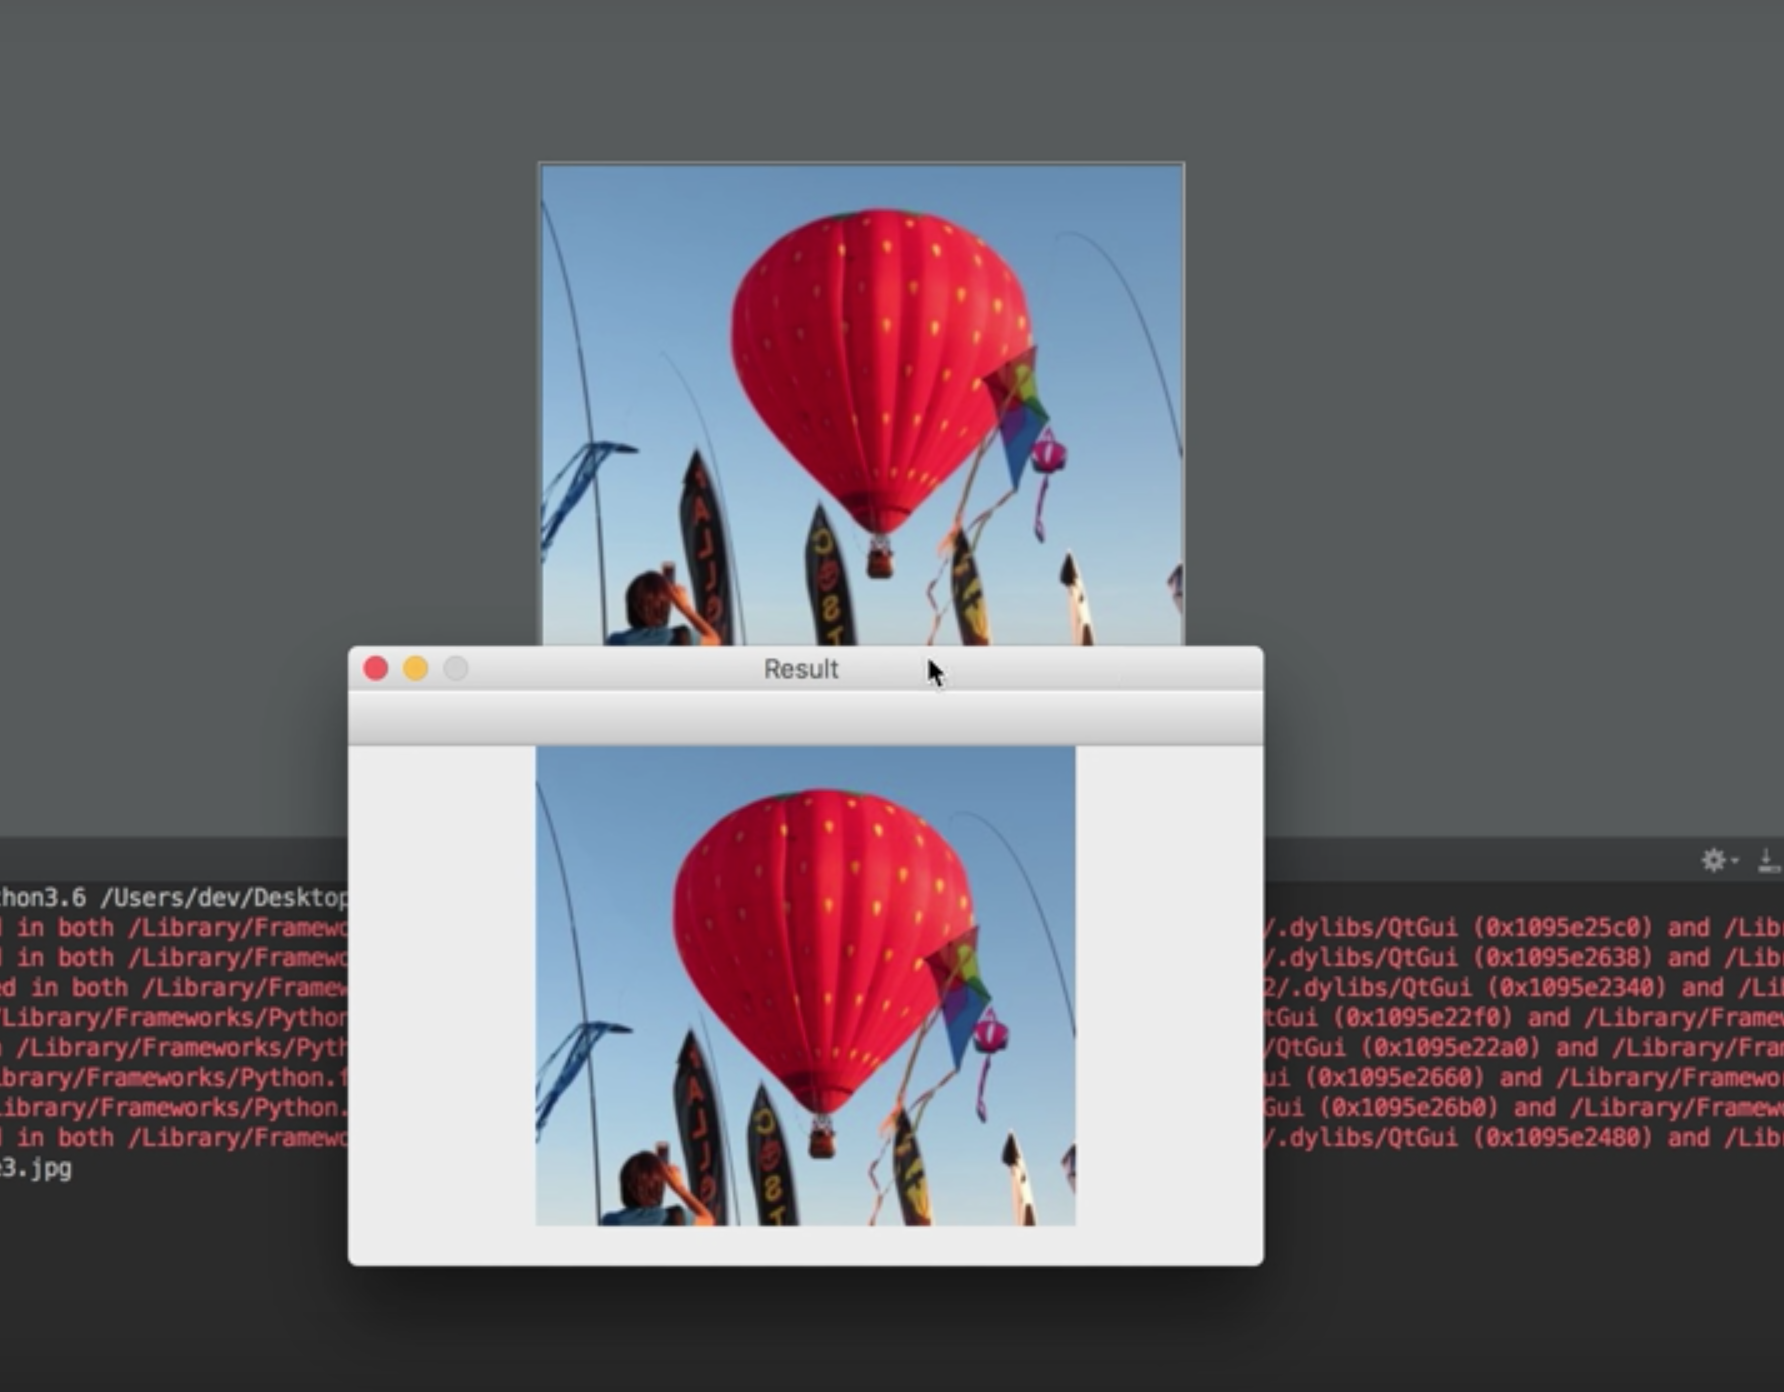 Result
thon3.6 /Users/dev/Desktop
in both /Library/Framewo
/.dylibs/QtGui (0x1095e25c0) and /Lib
in both /Library/Framewo
/.dylibs/QtGui (0x1095e2638) and /Lib
ed in both /Library/Framew
2/.dylibs/QtGui (0x1095e2340) and /Li
/Library/Frameworks/Python
tGui (0x1095e22f0) and /Library/Frame
/Library/Frameworks/Pyth
/QtGui (0x1095e22a0) and /Library/Fra
ibrary/Frameworks/Python.f
ui (0x1095e2660) and /Library/Framewo
Library/Frameworks/Python.
Gui (0x1095e26b0) and /Library/Framew
in both /Library/Framewo
/.dylibs/QtGui (0x1095e2480) and /Lib
e3.jpg